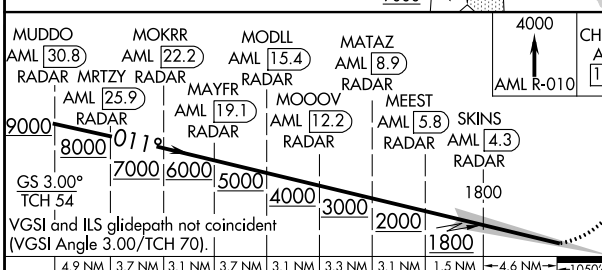 4000
AML R-010
MUDDO
AML 30.8
RADAR
MRTZY
AML 25.9
RADAR
MOKRR
AML 22.2
RADAR
MAYFR
AML 19.1
RADAR
MODLL
AML 15.4
RADAR
MOOOV
AML 12.2
RADAR
MATAZ
AML 8.9
RADAR
MEEST
AML 5.8
RADAR
SKINS
AML 4.3
RADAR
1800
9000
8000
011°
7000
6000
5000
4000
3000
2000
1800
GS 3.00°
TCH 54
VGSI and ILS glidepath not coincident
(VGSI Angle 3.00/TCH 70).
4.9 NM
3.7 NM
3.1 NM
3.7 NM
3.1 NM
3.3 NM
3.1 NM
1.5 NM
4.6 NM